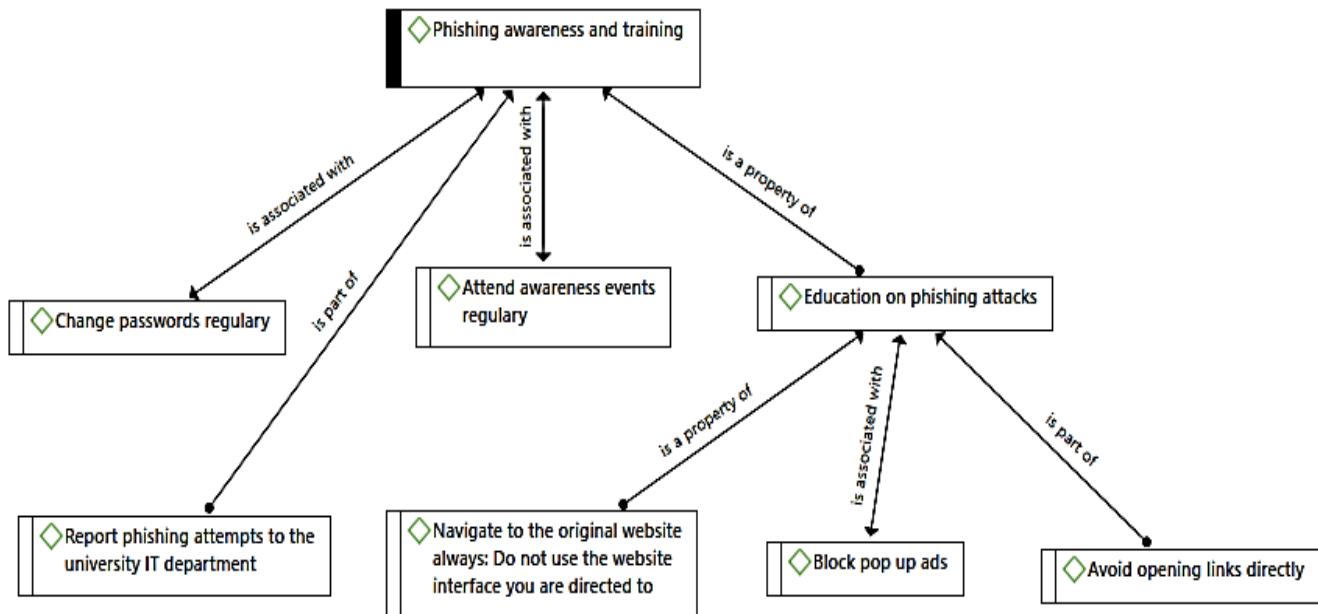 Phishing awareness and training
is associated with
is part of
is associated with
is a property of
Change passwords regulary
Attend awareness events
regulary
Education on phishing attacks
is a property of
is associated with
is part of
Report phishing attempts to the
university IT department
Navigate to the original website
always: Do not use the website
interface you are directed to
Block pop up ads
Avoid opening links directly